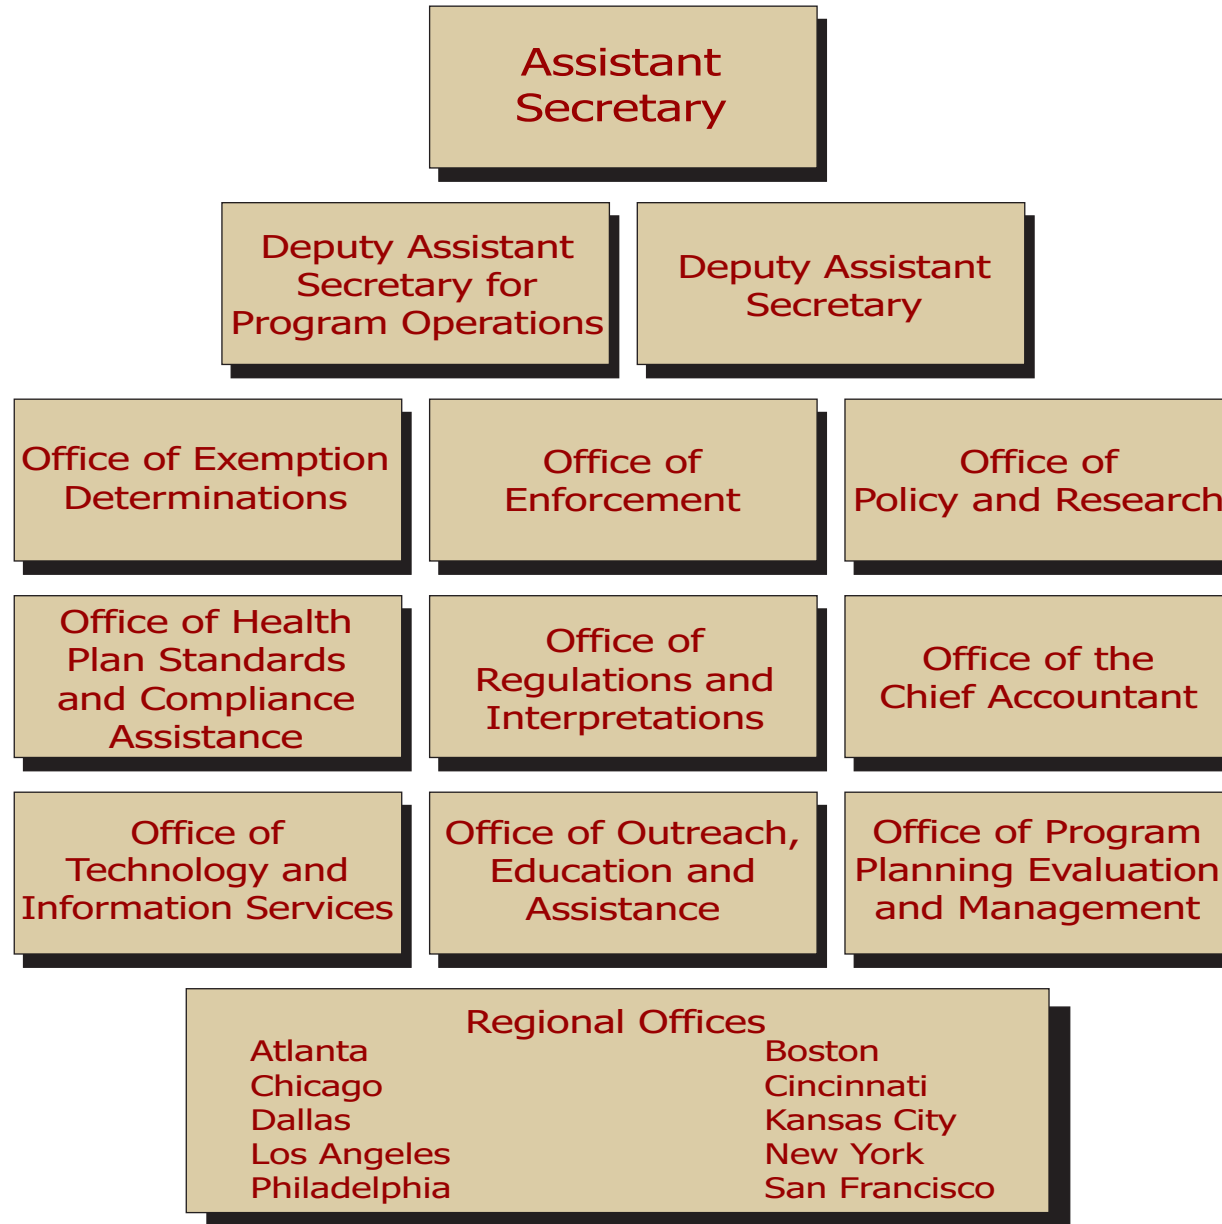 Assistant
Secretary
Deputy Assistant
Secretary for
Program Operations
Deputy Assistant
Secretary
Office of Exemption
Determinations
Office of
Enforcement
Office of
Policy and Research
Office of Health
Plan Standards
and Compliance
Assistance
Office of
Regulations and
Interpretations
Office of the
Chief Accountant
Office of
Technology and
Information Services
Office of Outreach,
Education and
Assistance
Office of Program
Planning Evaluation
and Management
Regional Offices
Atlanta
Chicago
Dallas
Los Angeles
Philadelphia
Boston
Cincinnati
Kansas City
New York
San Francisco